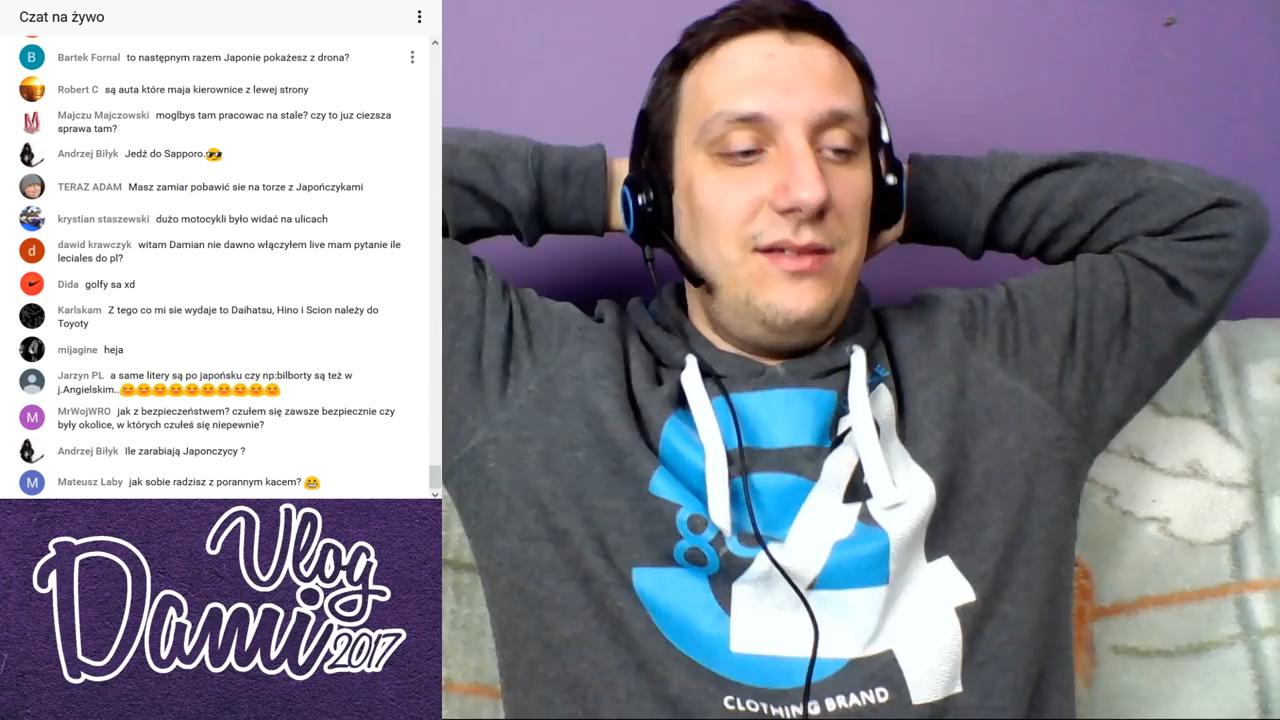 Czat na żywo
B Bartek Fornal to następnym razem Japonie pokażesz z drona?
Robert C są auta które maja kierownice z lewej strony
Majczu Majczowski moglbys tam pracowac na stale? czy to juz ciezsza
sprawa tam?
Andrzej Biłyk Jedź do Sapporo.😎
TERAZ ADAM Masz zamiar pobawić sie na torze z Japończykami
krystian staszewski dużo motocykli było widać na ulicach
d dawid krawczyk witam Damian nie dawno włączyłem live mam pytanie ile
leciales do pl?
Dida golfy sa xd
Karlskam Z tego co mi sie wydaje to Daihatsu, Hino i Scion należy do
Toyoty
mijagine heja
Jarzyn PL a same litery są po japońsku czy np:bilborty są też w
j.Angielskim..😊😊😊😊😊😊😊😊😊😊
M MrWojWRO jak z bezpieczeństwem? czułem się zawsze bezpiecznie czy
były okolice, w których czułeś się niepewnie?
Andrzej Biłyk Ile zarabiają Japonczycy ?
M Mateusz Laby jak sobie radzisz z porannym kacem? 😁
Vlog
Dami
2017
8
CLOTHING BRAND